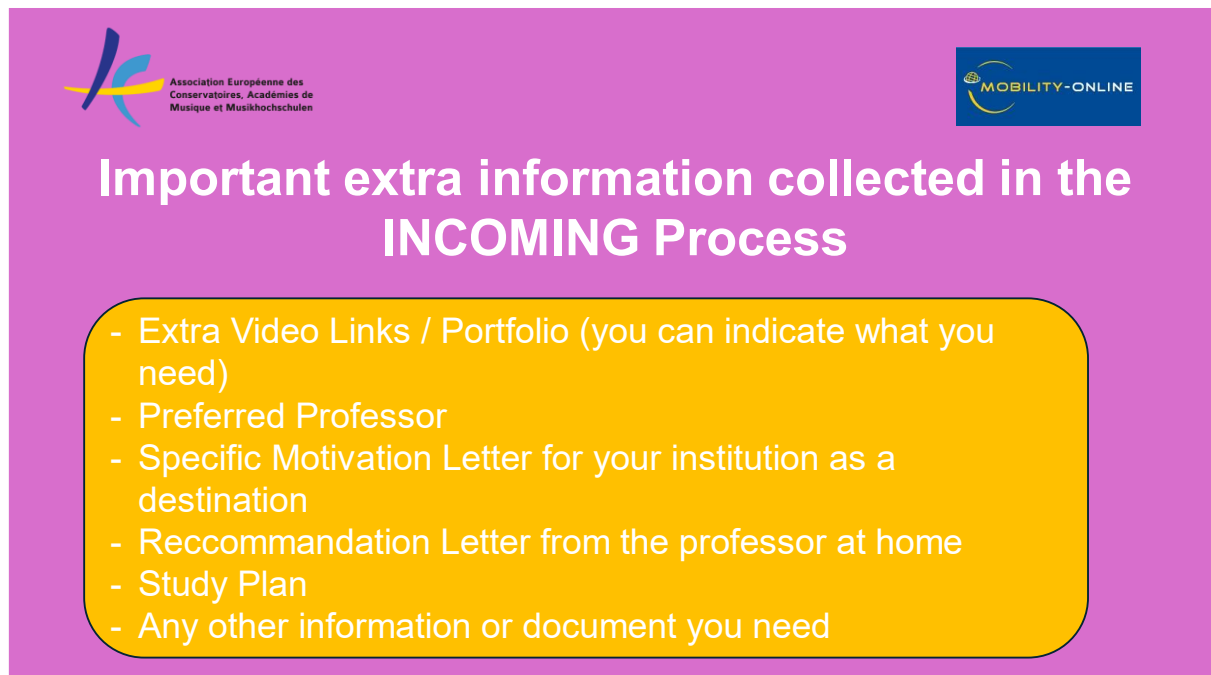 Association Européenne des
Conservatoires, Académies de
Musique et Musikhochschulen
MOBILITY-ONLINE
Important extra information collected in the
INCOMING Process
- Extra Video Links / Portfolio (you can indicate what you
need)
- Preferred Professor
- Specific Motivation Letter for your institution as a
destination
- Reccommandation Letter from the professor at home
- Study Plan
- Any other information or document you need